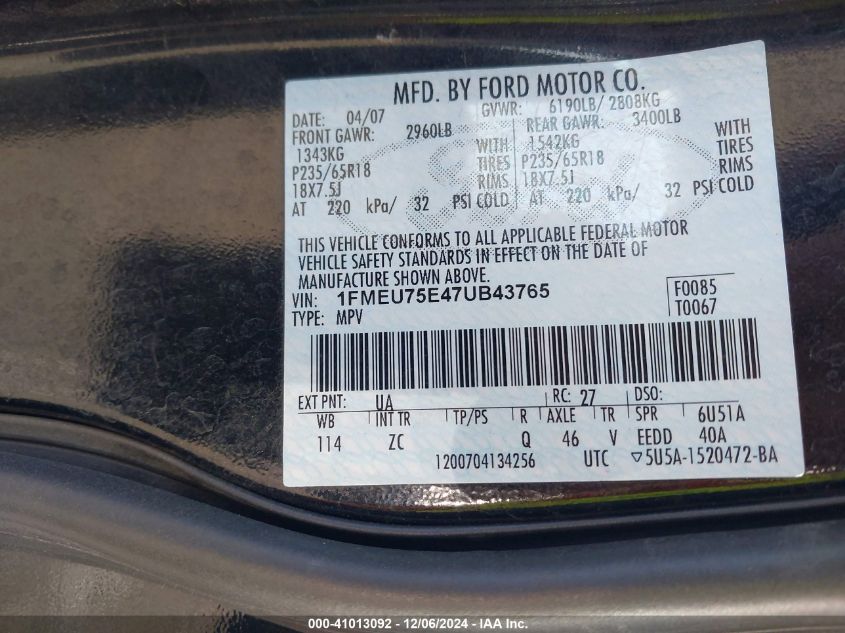 MFD. BY FORD MOTOR CO.
DATE: 04/07 GVWR: 6190LB/ 2808KG
FRONT GAWR: 2960LB REAR GAWR: 3400LB
1343KG WITH 1542KG WITH
P235/65R18 TIRES P235/65R18 TIRES
18X7.5J RIMS 18X7.5J RIMS
AT 220 kPa/ 32 PSI COLD AT 220 kPa/ 32 PSI COLD
THIS VEHICLE CONFORMS TO ALL APPLICABLE FEDERAL MOTOR
VEHICLE SAFETY STANDARDS IN EFFECT ON THE DATE OF
MANUFACTURE SHOWN ABOVE.
VIN: 1FMEU75E47UB43765 F0085
TYPE: MPV T0067
EXT PNT: UA RC: 27 DSO:
WB INT TR TP/PS R AXLE TR SPR 6U51A
114 ZC Q 46 V EEDD 40A
1200704134256 UTC ▽5U5A-1520472-BA
000-41013092 - 12/06/2024 - IAA Inc.